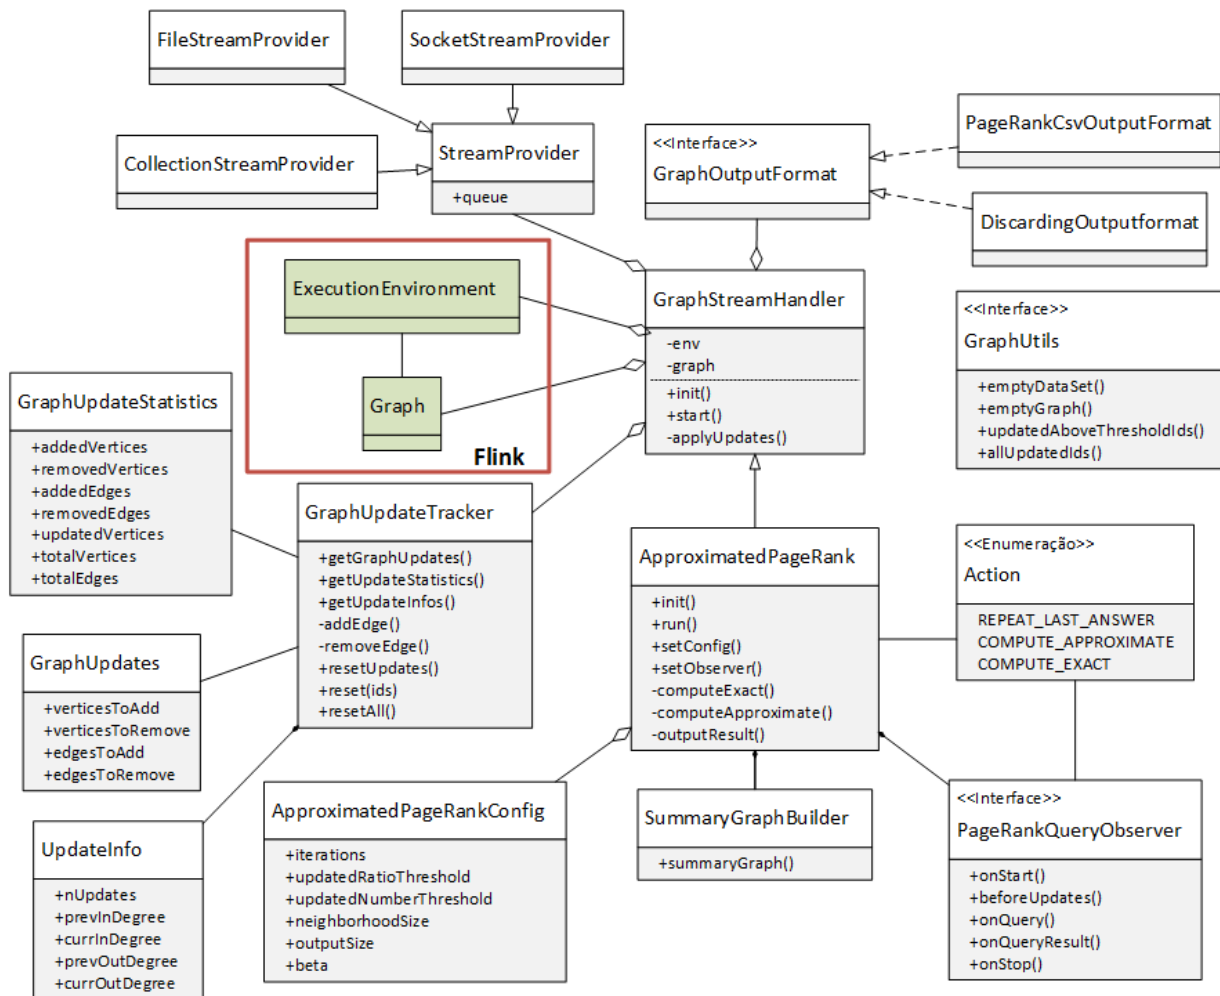 FileStreamProvider
SocketStreamProvider
CollectionStreamProvider
StreamProvider
+queue
<<Interface>>
GraphOutputFormat
PageRankCsvOutputFormat
DiscardingOutputformat
ExecutionEnvironment
Graph
Flink
GraphStreamHandler
-env
-graph
+init()
+start()
-applyUpdates()
<<Interface>>
GraphUtils
+emptyDataSet()
+emptyGraph()
+updatedAboveThresholdIds()
+allUpdatedIds()
GraphUpdateStatistics
+addedVertices
+removedVertices
+addedEdges
+removedEdges
+updatedVertices
+totalVertices
+totalEdges
GraphUpdateTracker
+getGraphUpdates()
+getUpdateStatistics()
+getUpdateInfos()
-addEdge()
-removeEdge()
+resetUpdates()
+reset(ids)
+resetAll()
ApproximatedPageRank
+init()
+run()
+setConfig()
+setObserver()
-computeExact()
-computeApproximate()
-outputResult()
<<Enumeração>>
Action
REPEAT_LAST_ANSWER
COMPUTE_APPROXIMATE
COMPUTE_EXACT
GraphUpdates
+verticesToAdd
+verticesToRemove
+edgesToAdd
+edgesToRemove
UpdateInfo
+nUpdates
+prevInDegree
+currInDegree
+prevOutDegree
+currOutDegree
ApproximatedPageRankConfig
+iterations
+updatedRatioThreshold
+updatedNumberThreshold
+neighborhoodSize
+outputSize
+beta
SummaryGraphBuilder
+summaryGraph()
<<Interface>>
PageRankQueryObserver
+onStart()
+beforeUpdates()
+onQuery()
+onQueryResult()
+onStop()